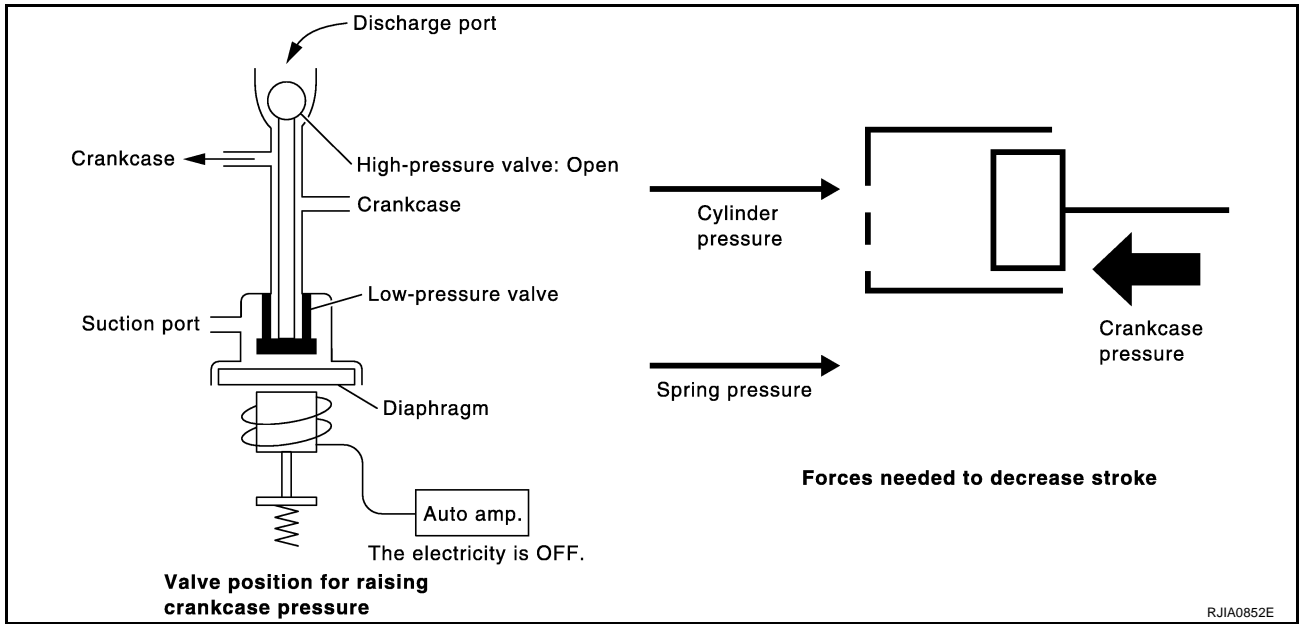 Discharge port
Crankcase
High-pressure valve: Open
Crankcase
Low-pressure valve
Suction port
Diaphragm
Auto amp.
The electricity is OFF.
Valve position for raising
crankcase pressure
Cylinder
pressure
Crankcase
pressure
Spring pressure
Forces needed to decrease stroke
RJIA0852E